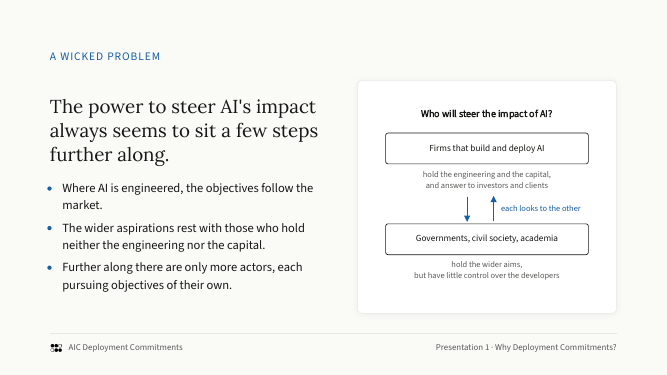 A WICKED PROBLEM
The power to steer AI's impact
always seems to sit a few steps
further along.
• Where AI is engineered, the objectives follow the
market.
• The wider aspirations rest with those who hold
neither the engineering nor the capital.
• Further along there are only more actors, each
pursuing objectives of their own.
Who will steer the impact of AI?
Firms that build and deploy AI
hold the engineering and the capital,
and answer to investors and clients
each looks to the other
Governments, civil society, academia
hold the wider aims,
but have little control over the developers
AIC Deployment Commitments
Presentation 1 · Why Deployment Commitments?